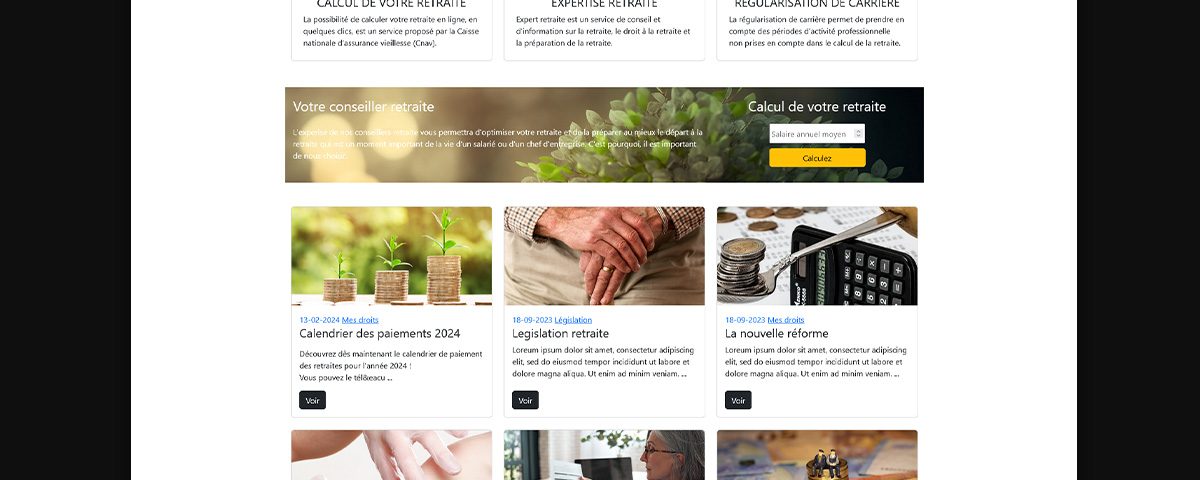 CALCUL DE VOTRE RETRAITE
La possibilité de calculer votre retraite en ligne, en
quelques clics, est un service proposé par la Caisse
nationale d'assurance vieillesse (Cnav).
EXPERTISE RETRAITE
Expert retraite est un service de conseil et
d'information sur la retraite, le droit à la retraite et
la préparation de la retraite.
RÉGULARISATION DE CARRIÈRE
La régularisation de carrière permet de prendre en
compte des périodes d'activité professionnelle
non prises en compte dans le calcul de la retraite.
Votre conseiller retraite
L'expertise de nos conseillers retraite vous permettra d'optimiser votre retraite et de la préparer au mieux le départ à la
retraite qui est un moment important de la vie d'un salarié ou d'un chef d'entreprise. C'est pourquoi, il est important
de nous choisir.
Calcul de votre retraite
Salaire annuel moyen
Calculez
13-02-2024 Mes droits
Calendrier des paiements 2024
Découvrez dès maintenant le calendrier de paiement
des retraites pour l'année 2024 !
Vous pouvez le tél&eacu ...
Voir
18-09-2023 Législation
Legislation retraite
Loreum ipsum dolor sit amet, consectetur adipiscing
elit, sed do eiusmod tempor incididunt ut labore et
dolore magna aliqua. Ut enim ad minim veniam. ...
Voir
18-09-2023 Mes droits
La nouvelle réforme
Loreum ipsum dolor sit amet, consectetur adipiscing
elit, sed do eiusmod tempor incididunt ut labore et
dolore magna aliqua. Ut enim ad minim veniam. ...
Voir